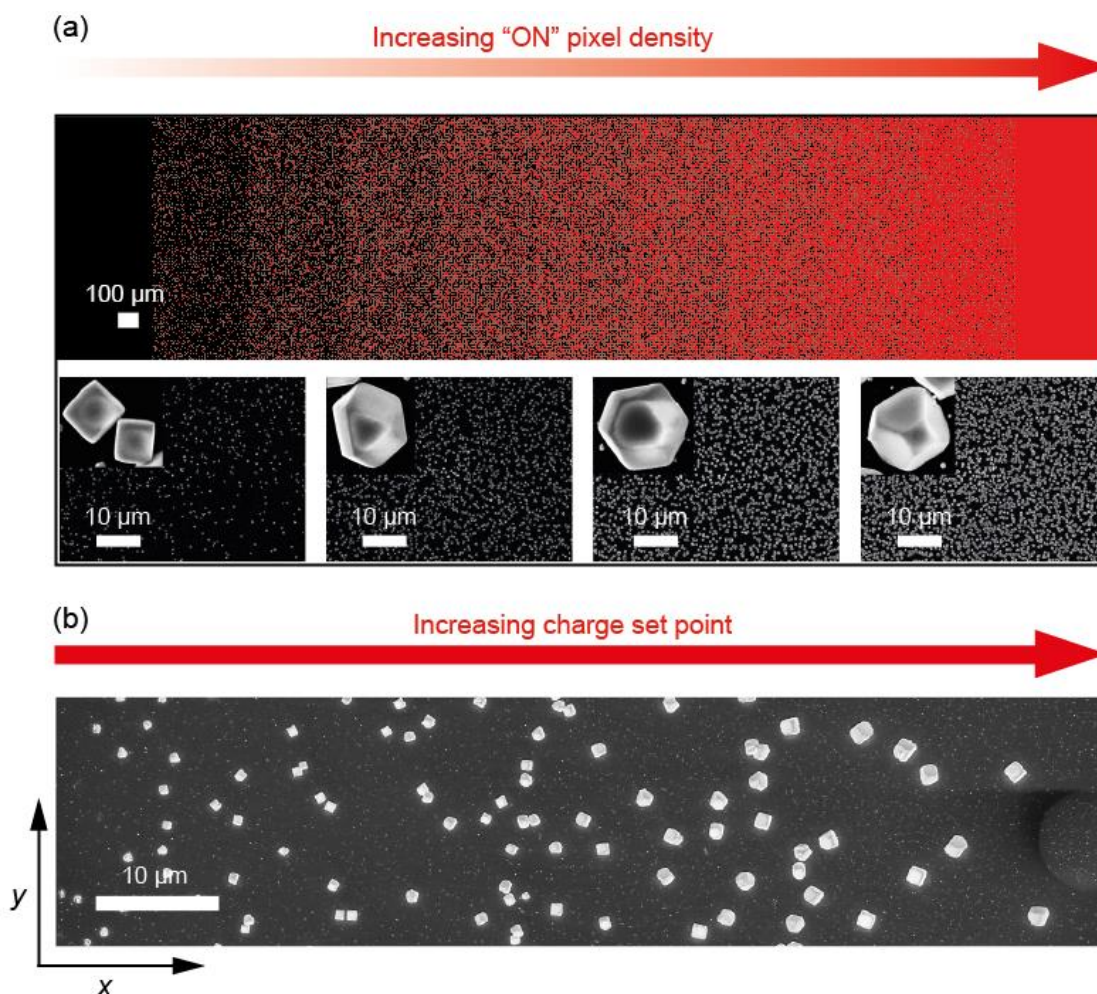 (a)
Increasing “ON” pixel density
100 µm
10 µm
10 µm
10 µm
10 µm
(b)
Increasing charge set point
10 µm
y
x